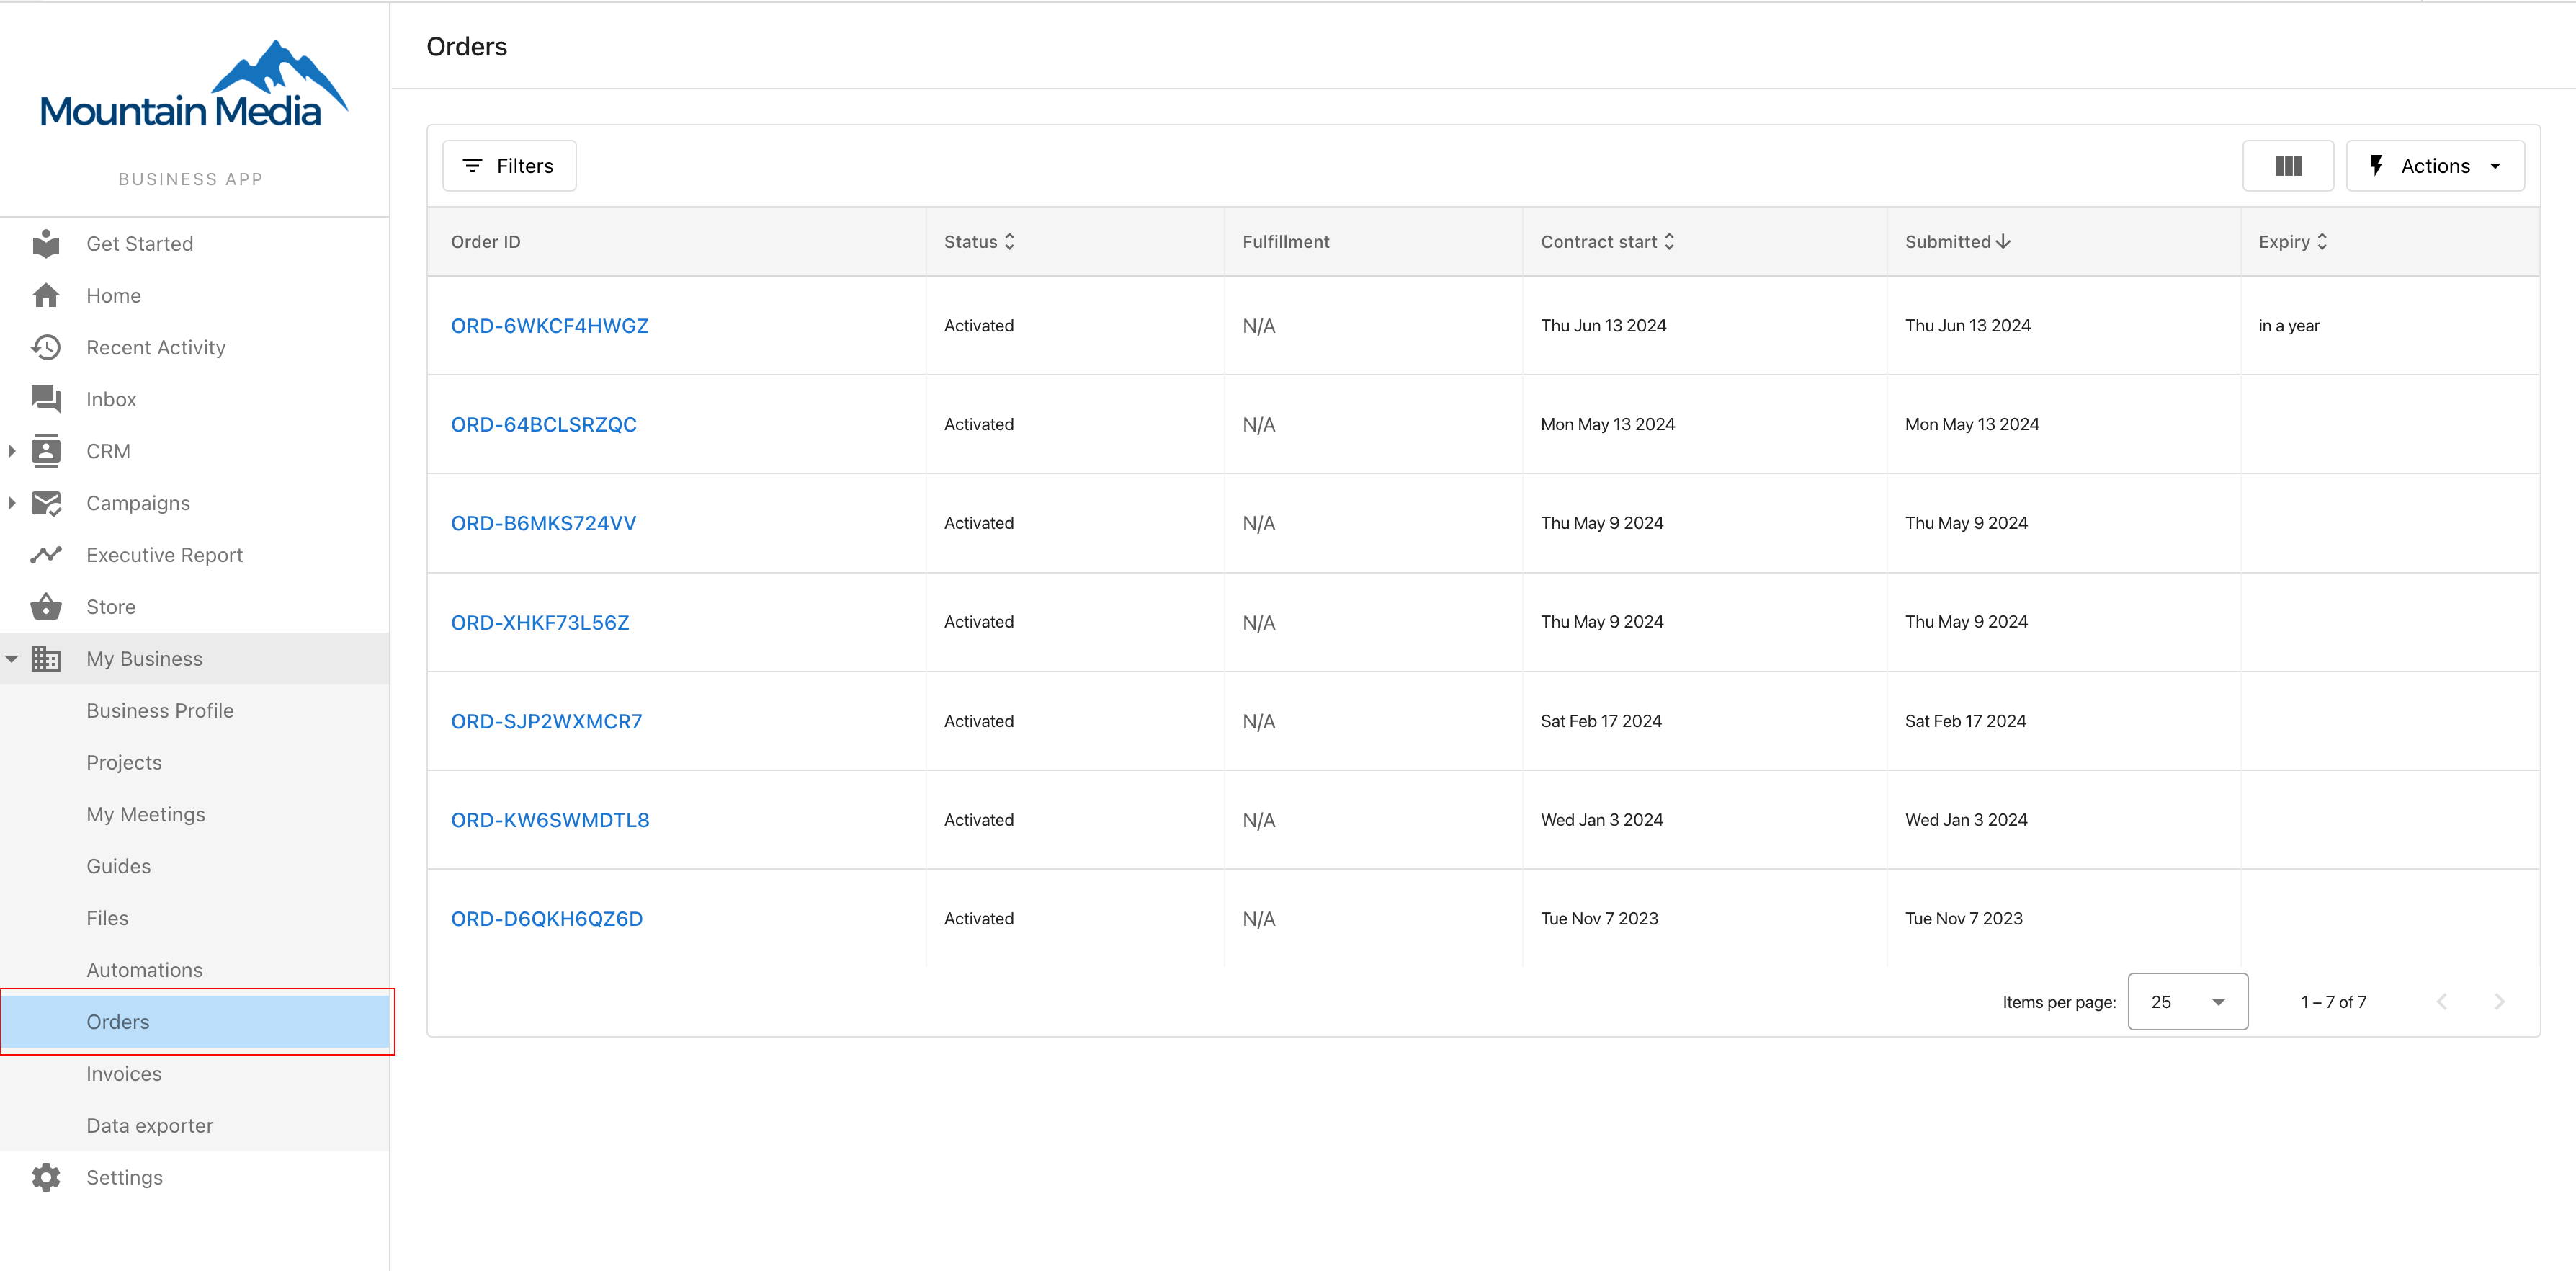 Mountain Media
BUSINESS APP
Get Started
Home
Recent Activity
Inbox
CRM
Campaigns
Executive Report
Store
My Business
Business Profile
Projects
My Meetings
Guides
Files
Automations
Orders
Invoices
Data exporter
Settings
Orders
Filters Actions
Order ID Status Fulfillment Contract start Submitted Expiry
ORD-6WKCF4HWGZ Activated N/A Thu Jun 13 2024 Thu Jun 13 2024 in a year
ORD-64BCLSRZQC Activated N/A Mon May 13 2024 Mon May 13 2024
ORD-B6MKS724VV Activated N/A Thu May 9 2024 Thu May 9 2024
ORD-XHKF73L56Z Activated N/A Thu May 9 2024 Thu May 9 2024
ORD-SJP2WXMCR7 Activated N/A Sat Feb 17 2024 Sat Feb 17 2024
ORD-KW6SWMDTL8 Activated N/A Wed Jan 3 2024 Wed Jan 3 2024
ORD-D6QKH6QZ6D Activated N/A Tue Nov 7 2023 Tue Nov 7 2023
Items per page: 25 1 – 7 of 7